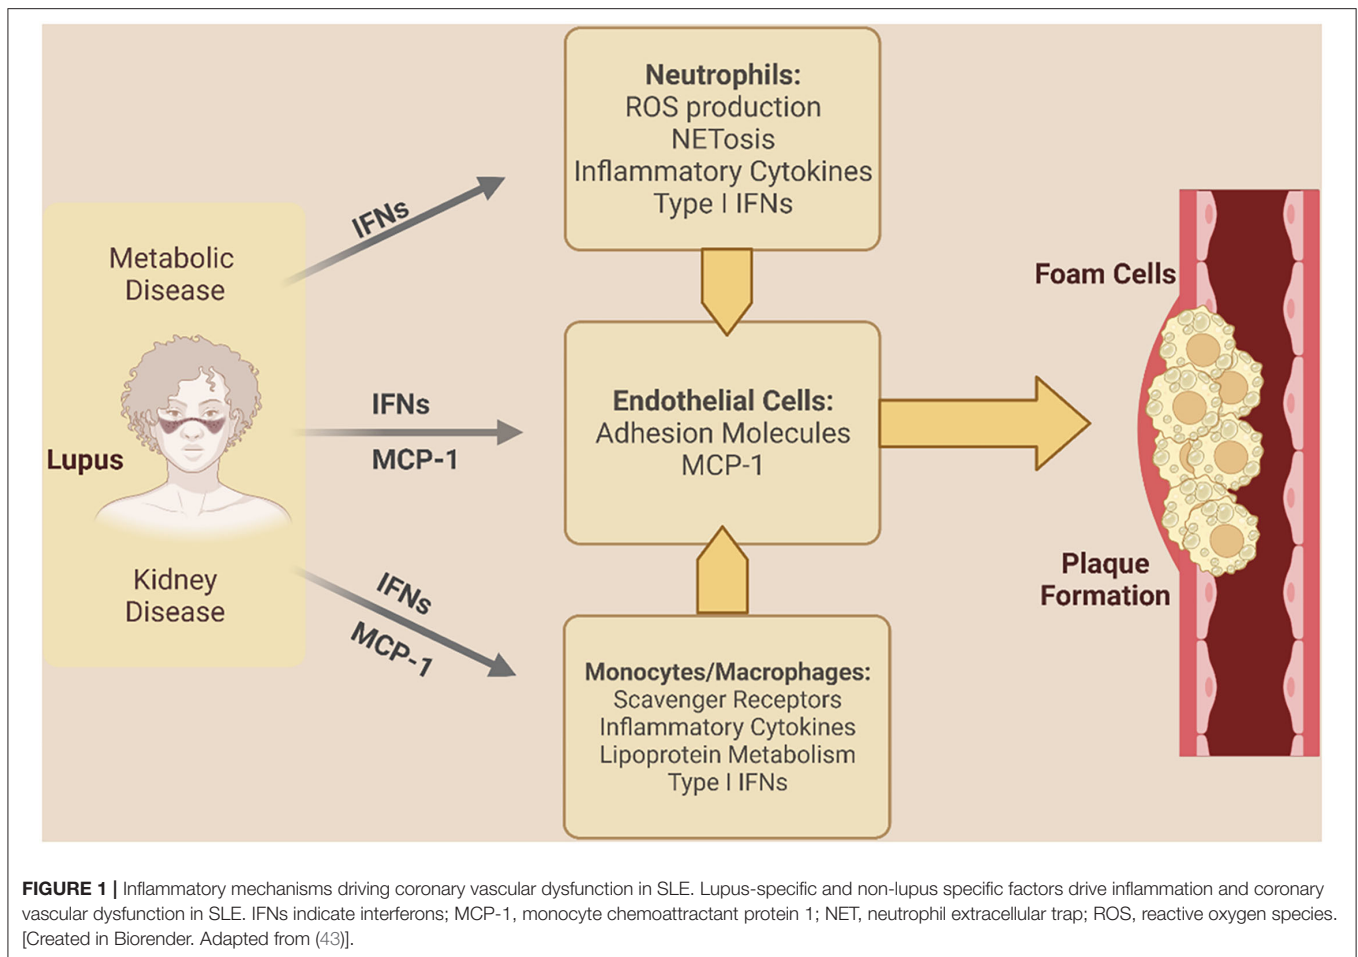 Neutrophils:
ROS production
NETosis
Inflammatory Cytokines
Type I IFNs
IFNs
Metabolic
Disease
Foam Cells
IFNs
MCP-1
Endothelial Cells:
Adhesion Molecules
MCP-1
Lupus
Kidney
Disease
IFNs
MCP-1
Plaque
Formation
Monocytes/Macrophages:
Scavenger Receptors
Inflammatory Cytokines
Lipoprotein Metabolism
Type I IFNs
FIGURE 1 | Inflammatory mechanisms driving coronary vascular dysfunction in SLE. Lupus-specific and non-lupus specific factors drive inflammation and coronary
vascular dysfunction in SLE. IFNs indicate interferons; MCP-1, monocyte chemoattractant protein 1; NET, neutrophil extracellular trap; ROS, reactive oxygen species.
[Created in Biorender. Adapted from (43)].